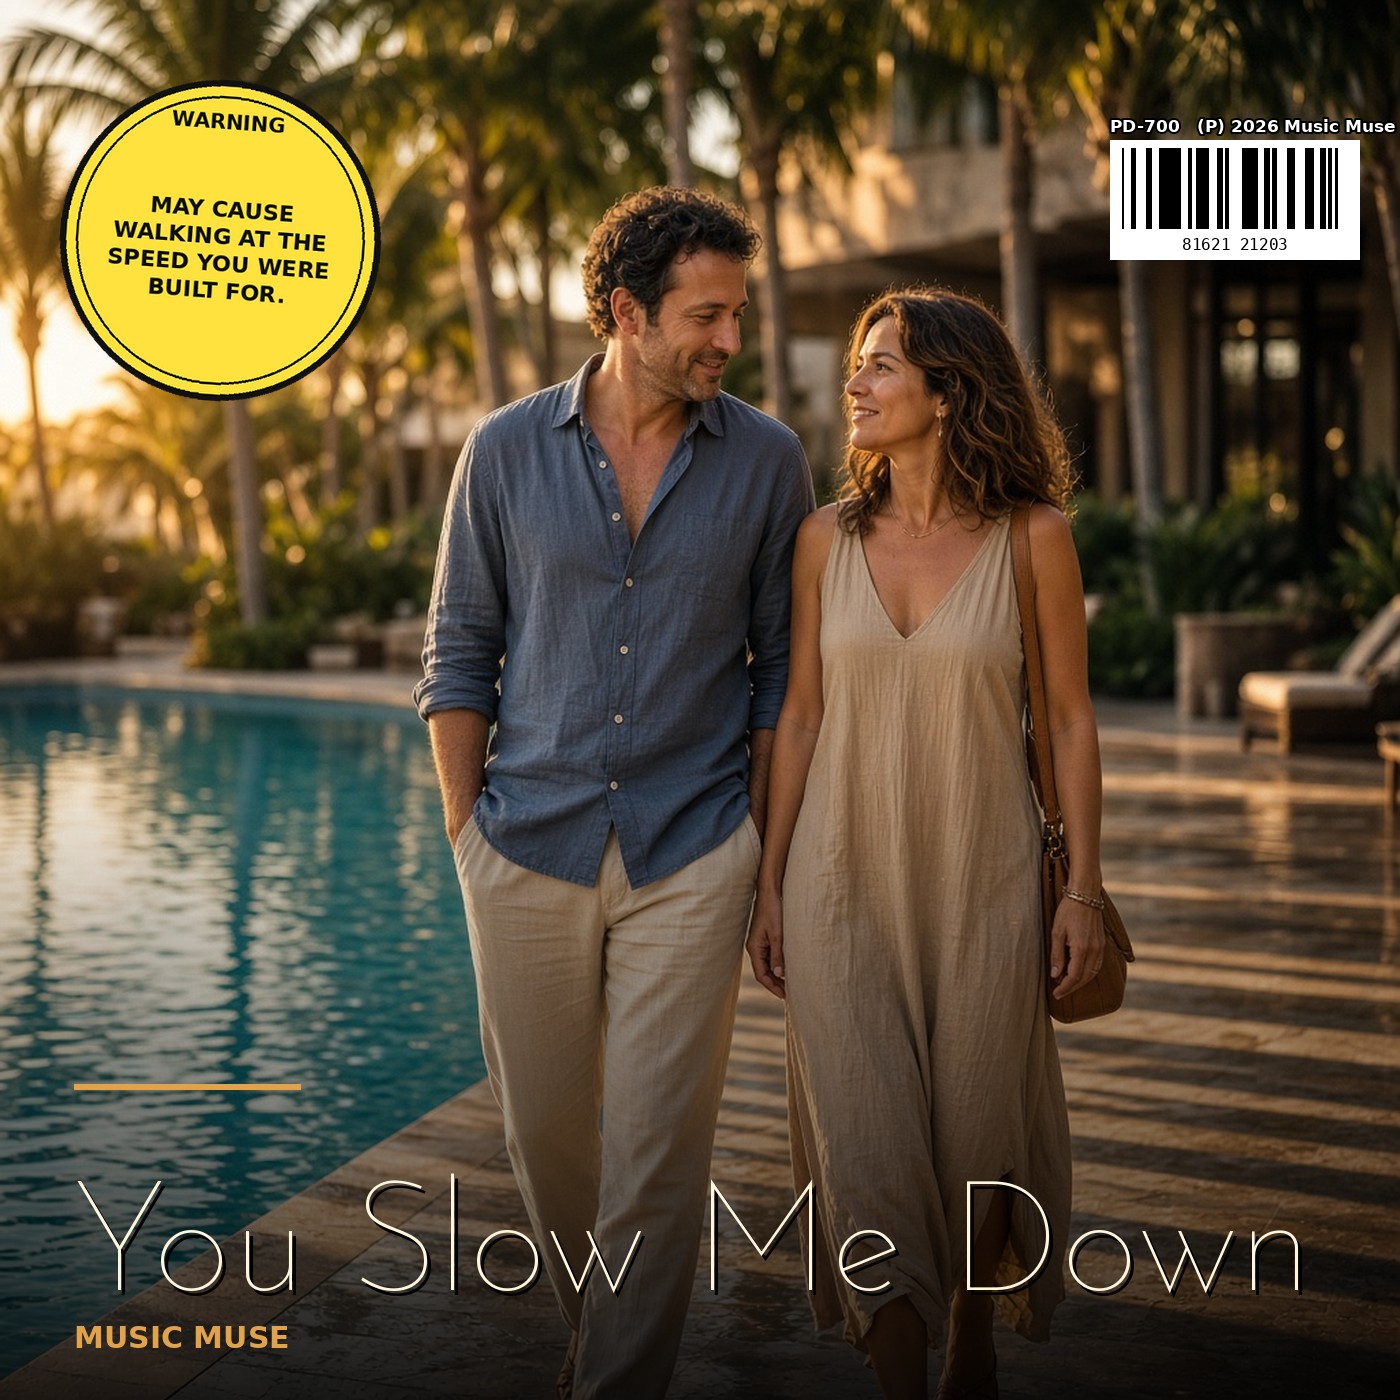 WARNING
MAY CAUSE
WALKING AT THE
SPEED YOU WERE
BUILT FOR.
PD-700 (P) 2026 Music Muse
81621 21203
You Slow Me Down
MUSIC MUSE